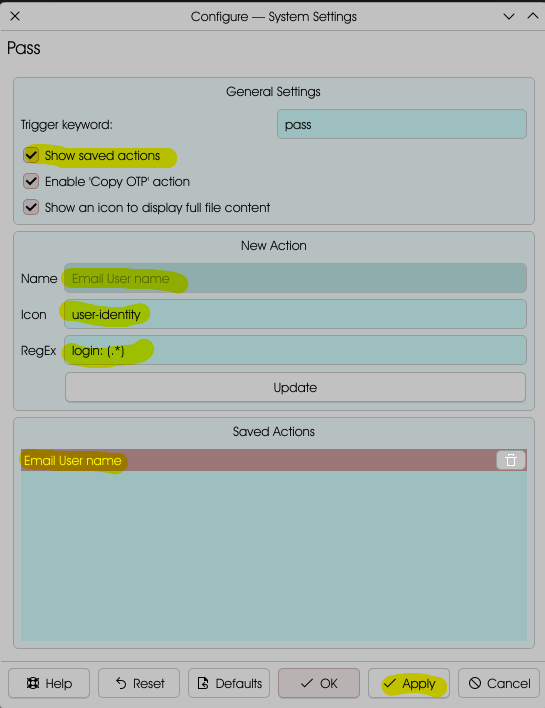 Configure — System Settings
Pass
General Settings
Trigger keyword: pass
Show saved actions
Enable 'Copy OTP' action
Show an icon to display full file content
New Action
Name Email User name
Icon user-identity
RegEx login: (.*)
Update
Saved Actions
Email User name
Help Reset Defaults OK Apply Cancel